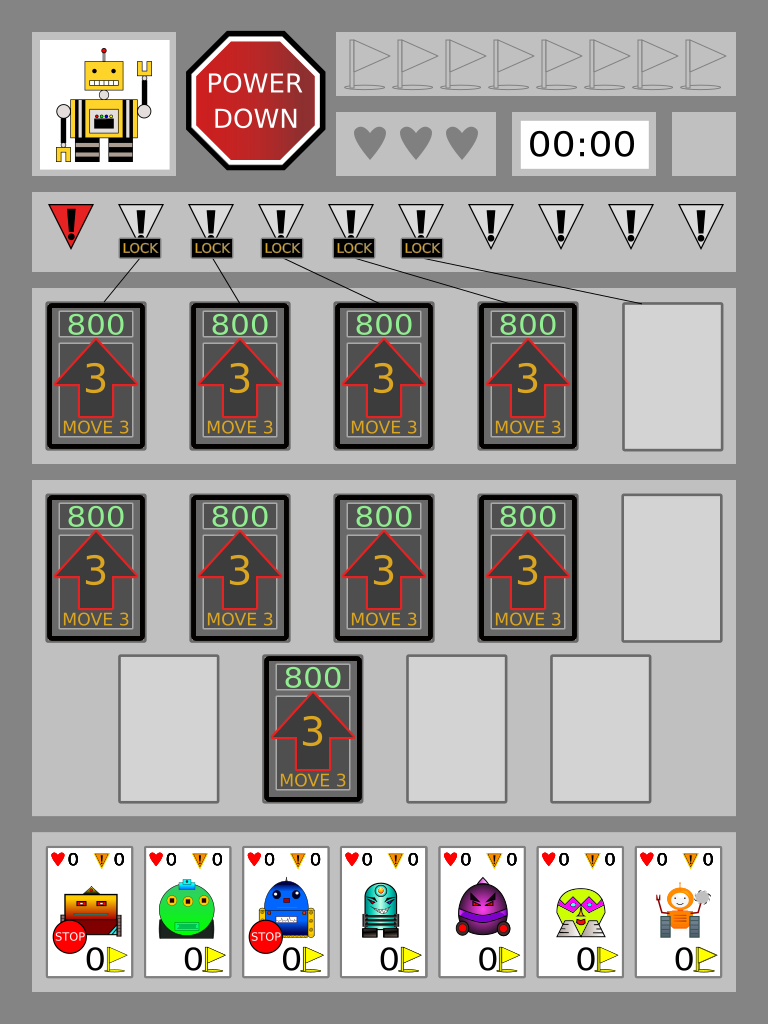 POWER
DOWN
00:00
! ! ! ! ! ! ! ! ! !
LOCK LOCK LOCK LOCK LOCK
800 800 800 800
3 3 3 3
MOVE 3 MOVE 3 MOVE 3 MOVE 3
800 800 800 800
3 3 3 3
MOVE 3 MOVE 3 MOVE 3 MOVE 3
800
3
MOVE 3
0 ! 0 0 ! 0 0 ! 0 0 ! 0 0 ! 0 0 ! 0 0 ! 0
STOP STOP
0 0 0 0 0 0 0